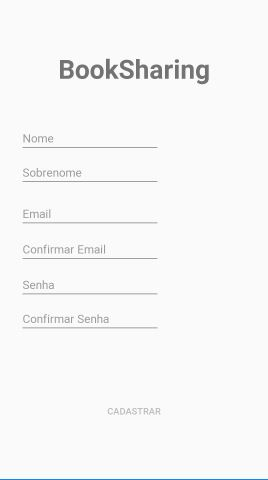 BookSharing
Nome
Sobrenome
Email
Confirmar Email
Senha
Confirmar Senha
CADASTRAR